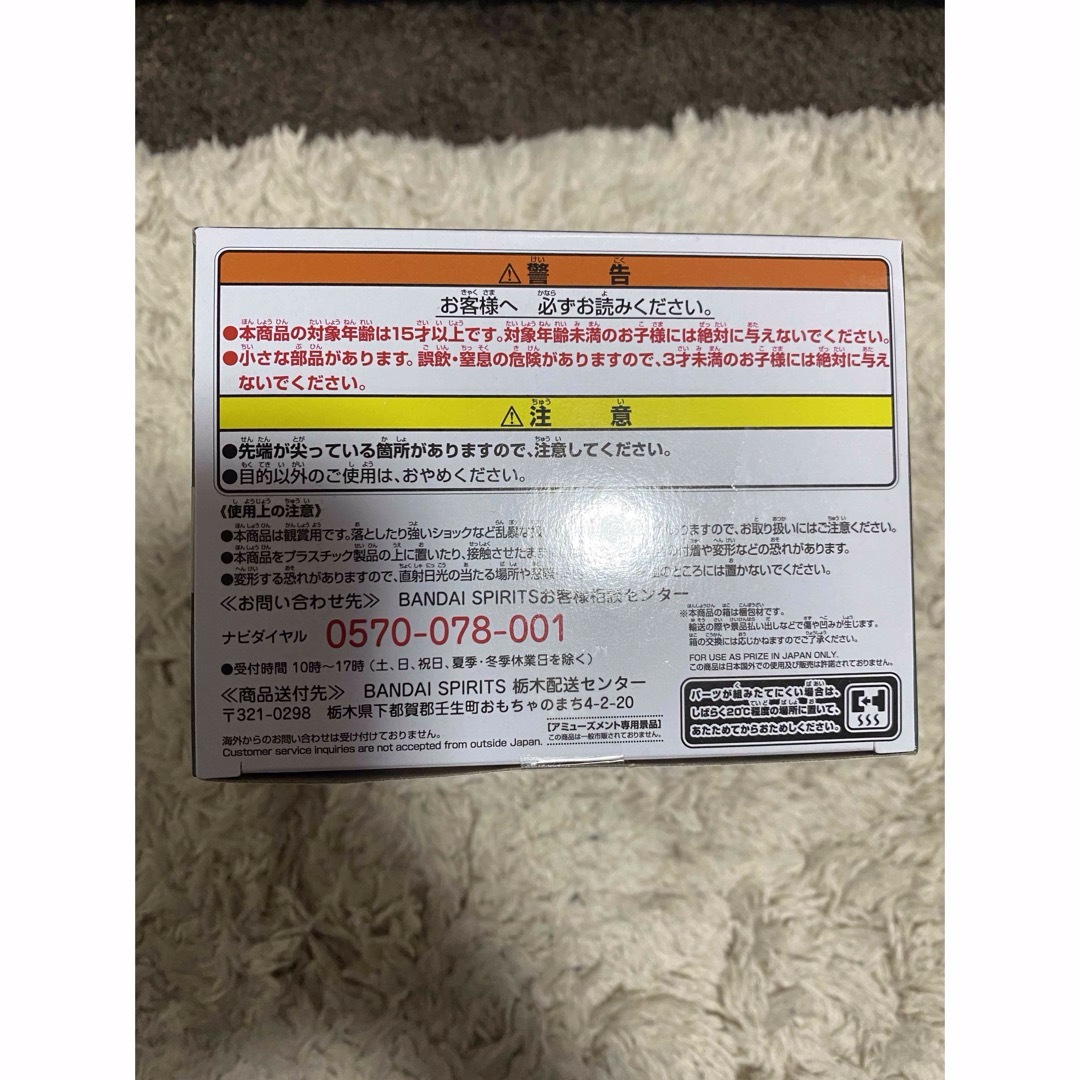 ⚠警告
お客様へ 必ずお読みください。
●本商品の対象年齢は15才以上です。対象年齢未満のお子様には絶対に与えないでください。
●小さな部品があります。誤飲・窒息の危険がありますので、3才未満のお子様には絶対に与え
ないでください。
⚠注意
●先端が尖っている箇所がありますので、注意してください。
●目的以外のご使用は、おやめください。
《使用上の注意》
●本商品は観賞用です。落としたり強いショックなど乱暴な りますので、お取り扱いにはご注意ください。
●本商品をプラスチック製品の上に置いたり、接触させたまま の付着や変形などの恐れがあります。
●変形する恐れがありますので、直射日光の当たる場所や のところには置かないでください。
≪お問い合わせ先≫ BANDAI SPIRITSお客様相談センター
ナビダイヤル 0570-078-001
●受付時間 10時〜17時(土、日、祝日、夏季・冬季休業日を除く)
≪商品送付先≫ BANDAI SPIRITS 栃木配送センター
〒321-0298 栃木県下都賀郡壬生町おもちゃのまち4-2-20
海外からのお問い合わせは受け付けておりません。
Customer service inquiries are not accepted from outside Japan.
[アミューズメント専用景品]
この商品は一般市販されておりません。
※本商品の箱は梱包材です。
輸送の際や景品払い出しなどで傷や凹みが生じます。
箱の交換には応じかねますのでご了承ください。
FOR USE AS PRIZE IN JAPAN ONLY.
この商品は日本国外での使用及び販売は許諾されておりません。
パーツが組みたてにくい場合は、
しばらく20℃程度の場所に置いて、
あたためてからおためしください。